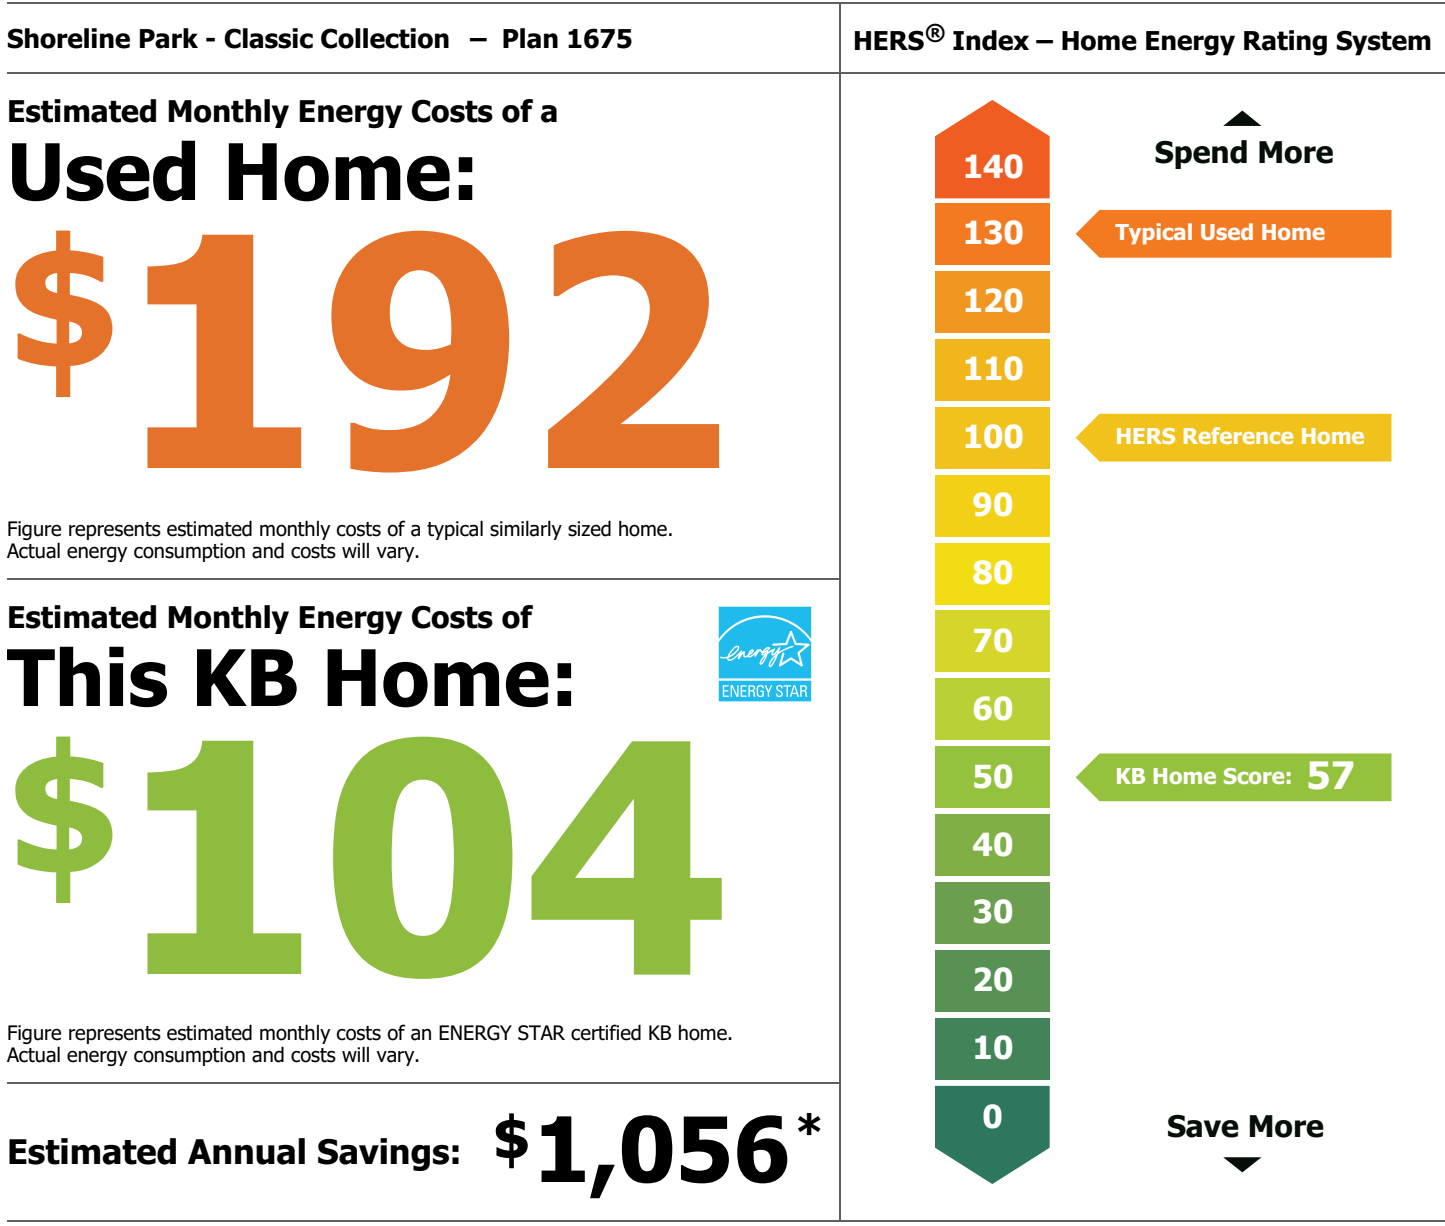 Shoreline Park - Classic Collection – Plan 1675
Estimated Monthly Energy Costs of a
Used Home:
$192
Figure represents estimated monthly costs of a typical similarly sized home.
Actual energy consumption and costs will vary.
Estimated Monthly Energy Costs of
This KB Home:
energy
ENERGY STAR
$104
Figure represents estimated monthly costs of an ENERGY STAR certified KB home.
Actual energy consumption and costs will vary.
Estimated Annual Savings: $1,056*
HERS® Index – Home Energy Rating System
Spend More
140
130 Typical Used Home
120
110
100 HERS Reference Home
90
80
70
60
50 KB Home Score: 57
40
30
20
10
0
Save More